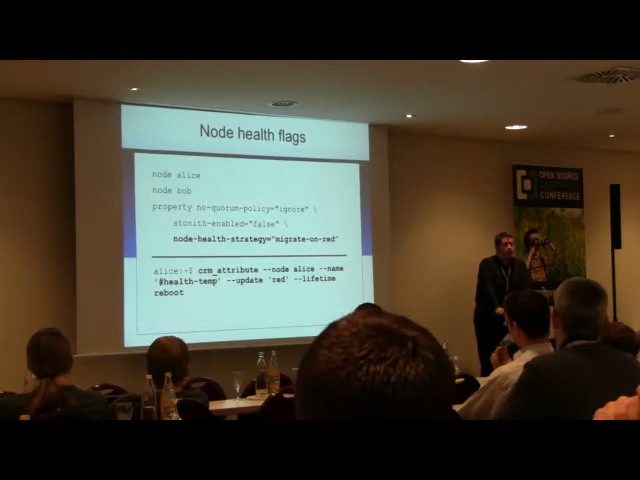 Node health flags
node alice
node bob
property no-quorum-policy="ignore" \
stonith-enabled="false" \
node-health-strategy="migrate-on-red"
alice:~$ crm_attribute --node alice --name
'#health-temp' --update 'red' --lifetime
reboot
OPEN SOURCE
CONFERENCE